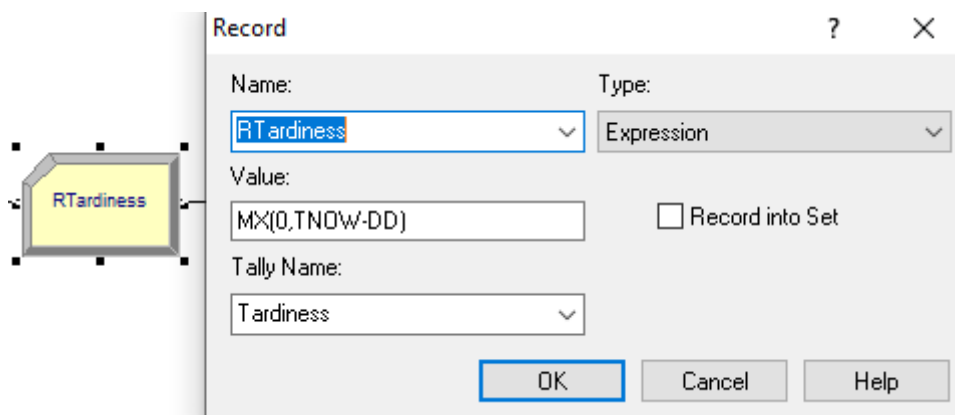 Record ?
Name: Type:
RTardiness Expression
Value:
RTardiness
MX(0,TNOW-DD) Record into Set
Tally Name:
Tardiness
OK Cancel Help